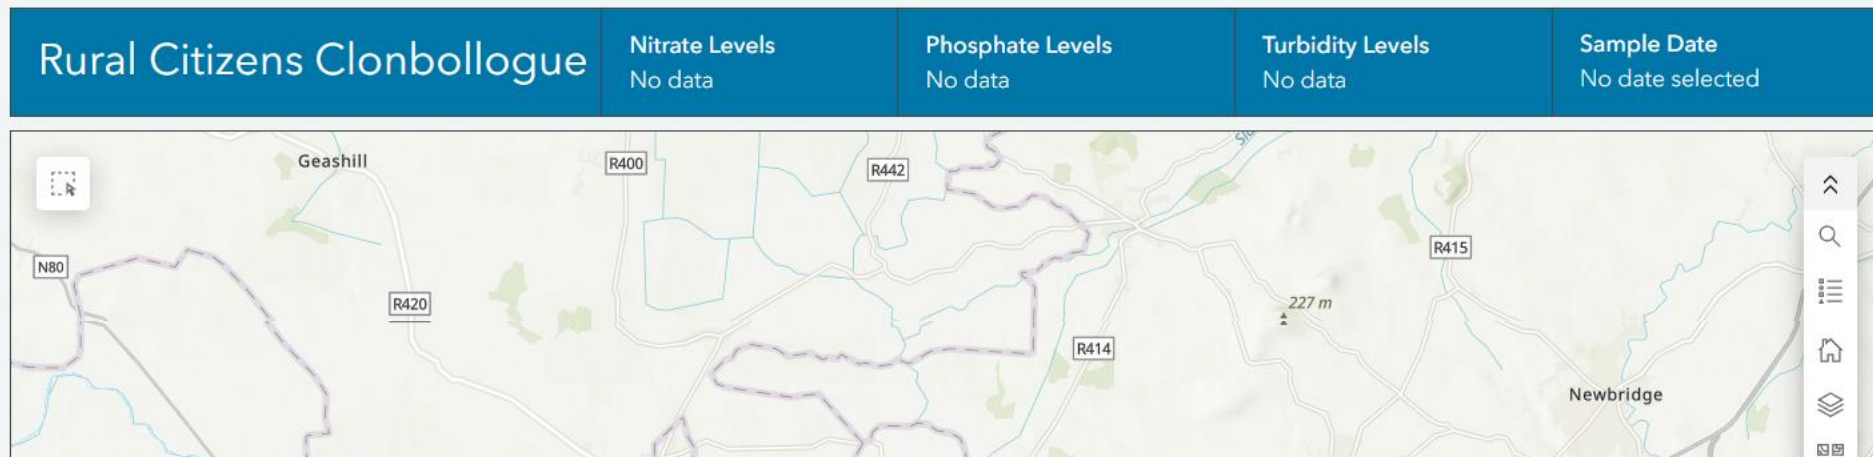 Rural Citizens Clonbollogue
Nitrate Levels
No data
Phosphate Levels
No data
Turbidity Levels
No data
Sample Date
No date selected
Geashill
R400
R442
N80
R420
R415
227 m
R414
Newbridge